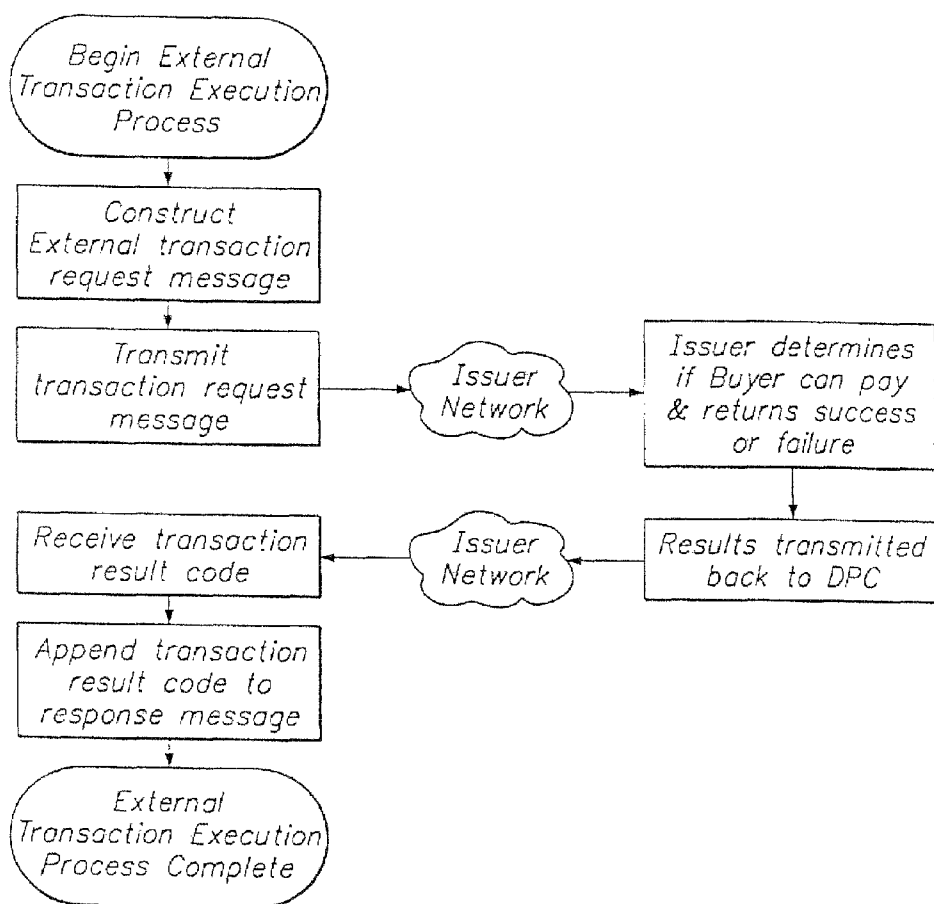 Begin External
Transaction Execution
Process
Construct
External transaction
request message
Transmit
transaction request
message
Issuer
Network
Issuer determines
if Buyer can pay
& returns success
or failure
Results transmitted
back to DPC
Issuer
Network
Receive transaction
result code
Append transaction
result code to
response message
External
Transaction Execution
Process Complete